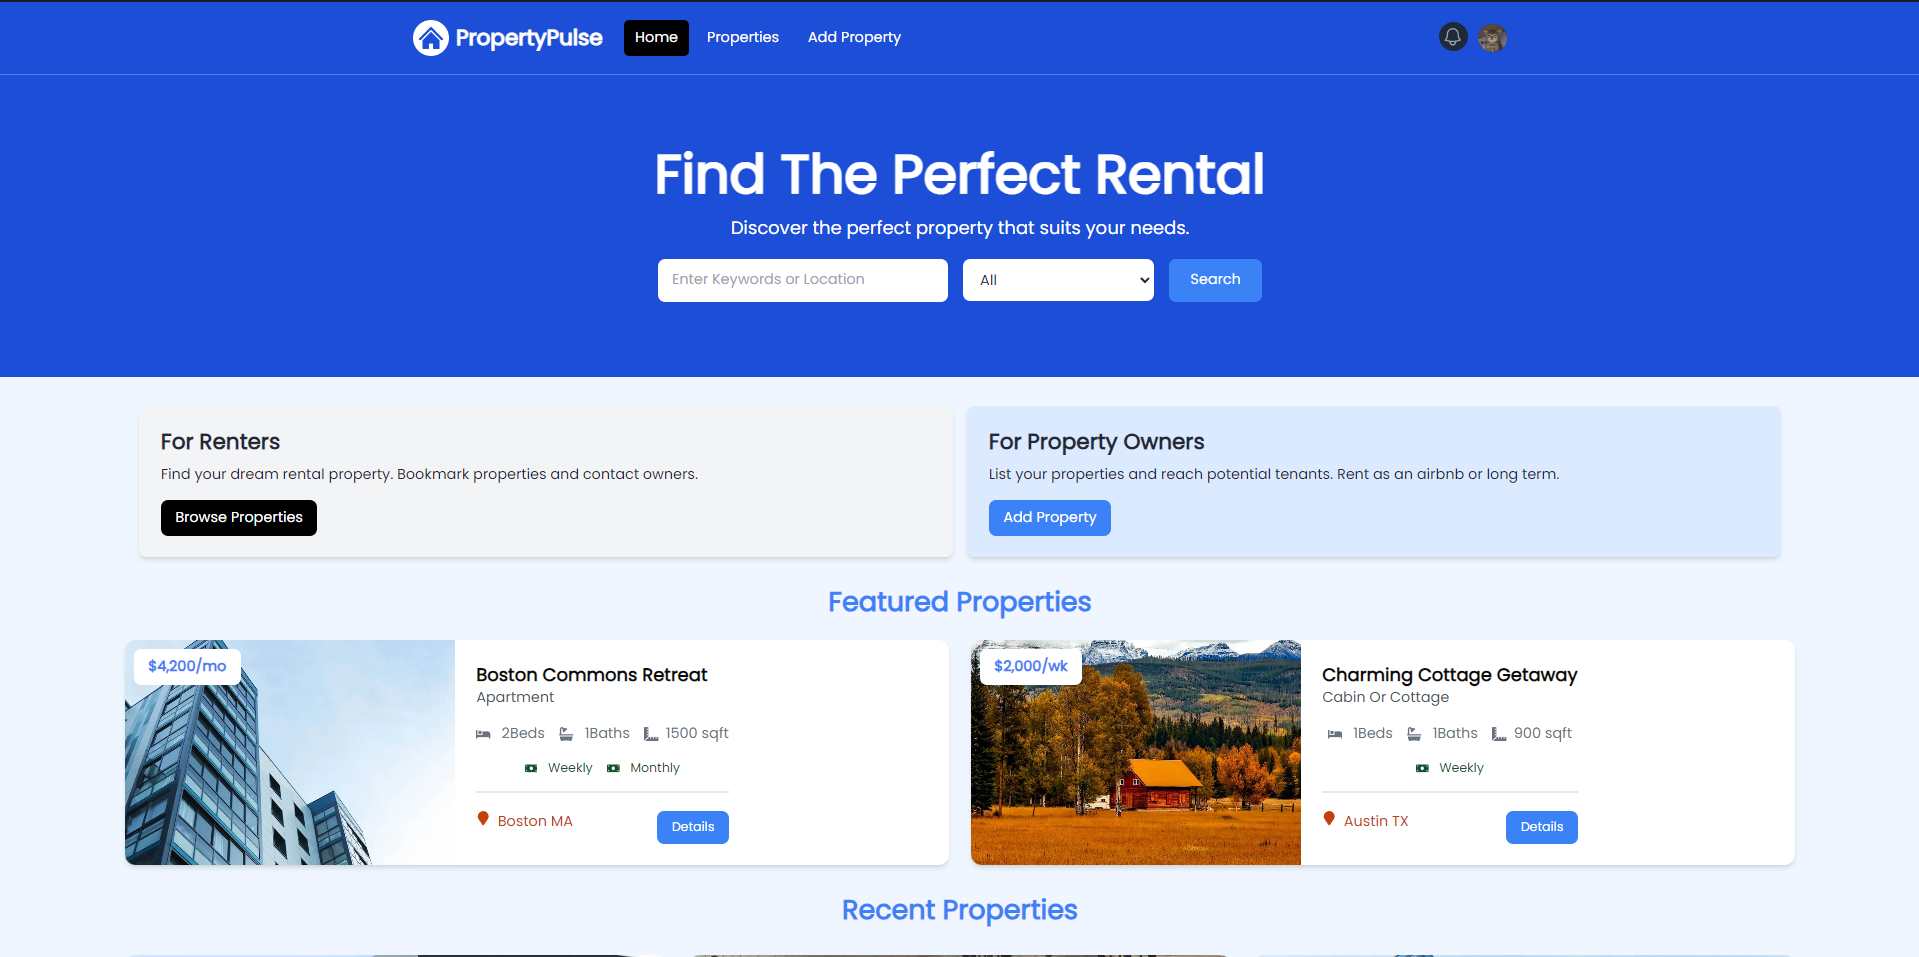 PropertyPulse Home Properties Add Property
Find The Perfect Rental
Discover the perfect property that suits your needs.
Enter Keywords or Location All Search
For Renters
Find your dream rental property. Bookmark properties and contact owners.
Browse Properties
For Property Owners
List your properties and reach potential tenants. Rent as an airbnb or long term.
Add Property
Featured Properties
$4,200/mo
Boston Commons Retreat
Apartment
2Beds 1Baths 1500 sqft
Weekly Monthly
Boston MA Details
$2,000/wk
Charming Cottage Getaway
Cabin Or Cottage
1Beds 1Baths 900 sqft
Weekly
Austin TX Details
Recent Properties